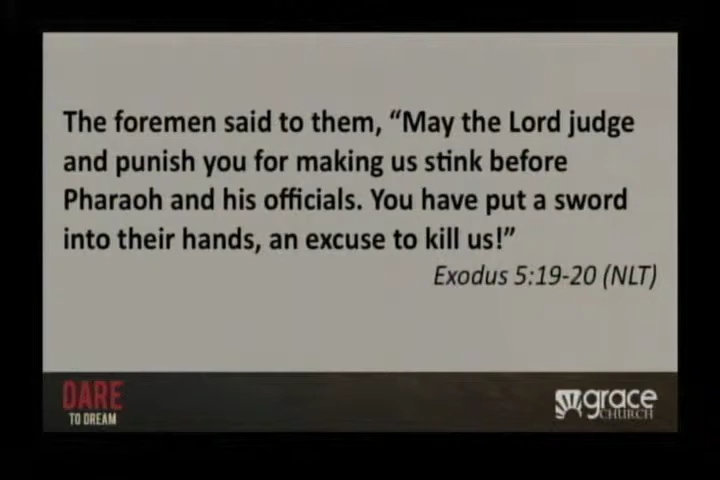 The foremen said to them, “May the Lord judge
and punish you for making us stink before
Pharaoh and his officials. You have put a sword
into their hands, an excuse to kill us!”
Exodus 5:19-20 (NLT)
DARE
TO DREAM
grace
CHURCH